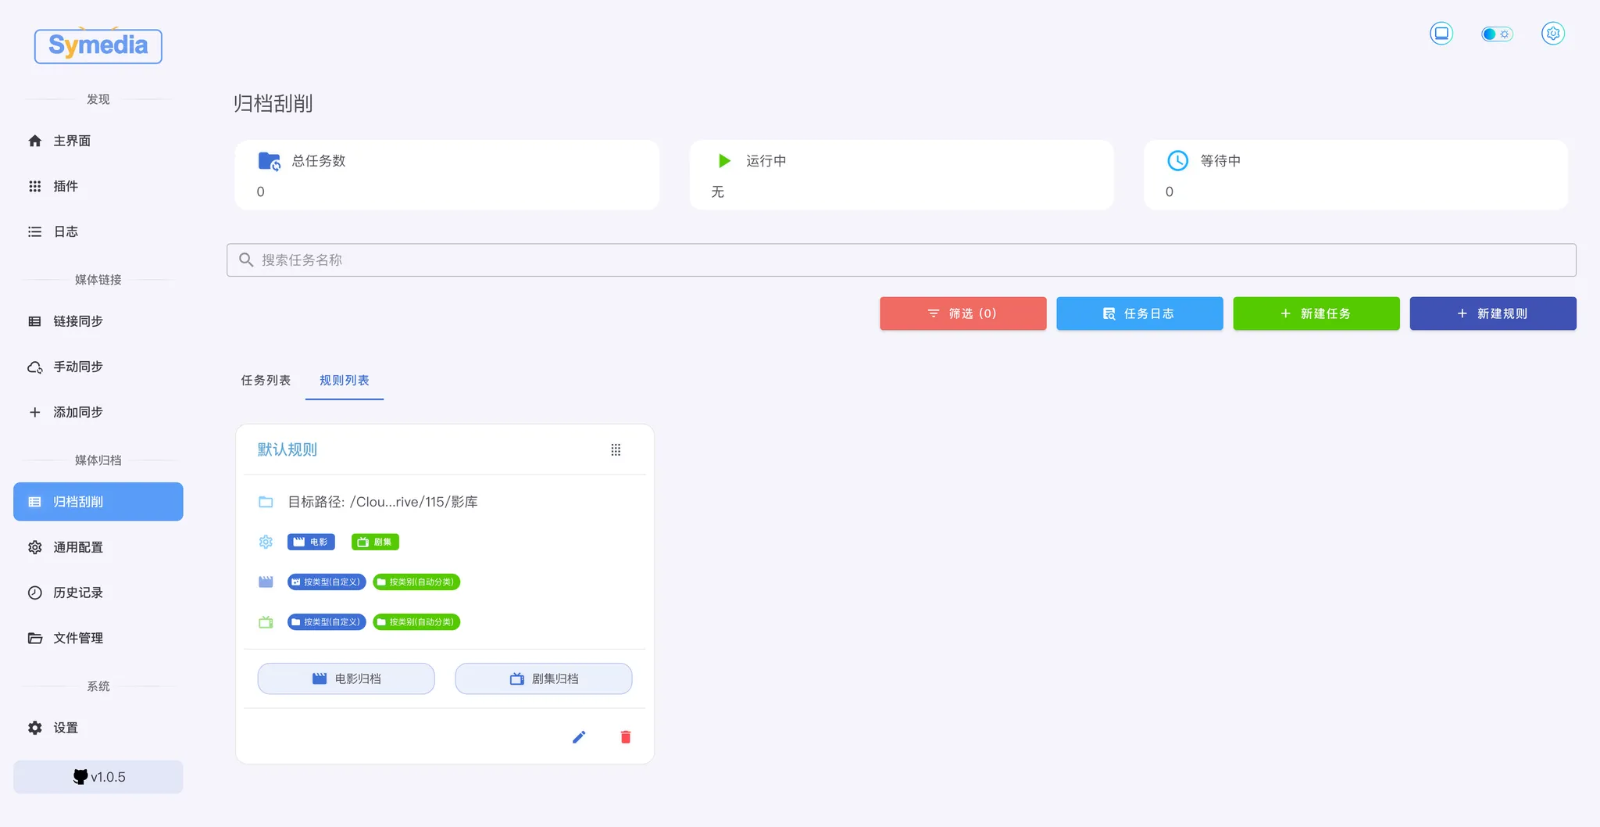 Symedia
发现
主界面
插件
日志
媒体链接
链接同步
手动同步
添加同步
媒体归档
归档刮削
通用配置
历史记录
文件管理
系统
设置
v1.0.5
归档刮削
总任务数
0
运行中
无
等待中
0
搜索任务名称
筛选 (0)
任务日志
新建任务
新建规则
任务列表
规则列表
默认规则
目标路径: /Clou...rive/115/影库
电影
剧集
按类型(自定义)
按类别(自动分类)
按类型(自定义)
按类别(自动分类)
电影归档
剧集归档